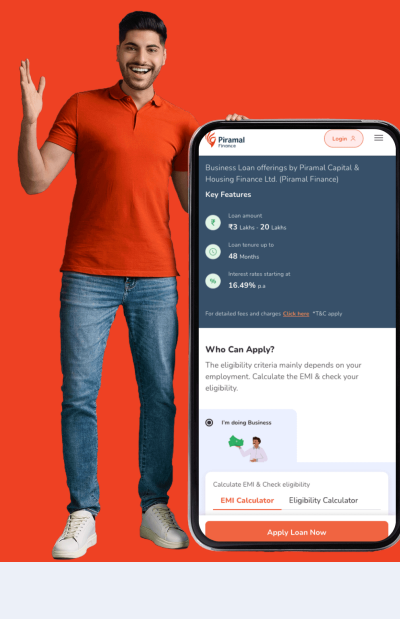 Piramal
Finance
Login
Business Loan offerings by Piramal Capital &
Housing Finance Ltd. (Piramal Finance)
Key Features
₹
Loan amount
₹3 Lakhs - 20 Lakhs
Loan tenure up to
48 Months
%
Interest rates starting at
16.49% p.a
For detailed fees and charges Click here *T&C apply
Who Can Apply?
The eligibility criteria mainly depends on your
employment. Calculate the EMI & check your
eligibility.
I'm doing Business
Calculate EMI & Check eligibility
EMI Calculator Eligibility Calculator
Apply Loan Now